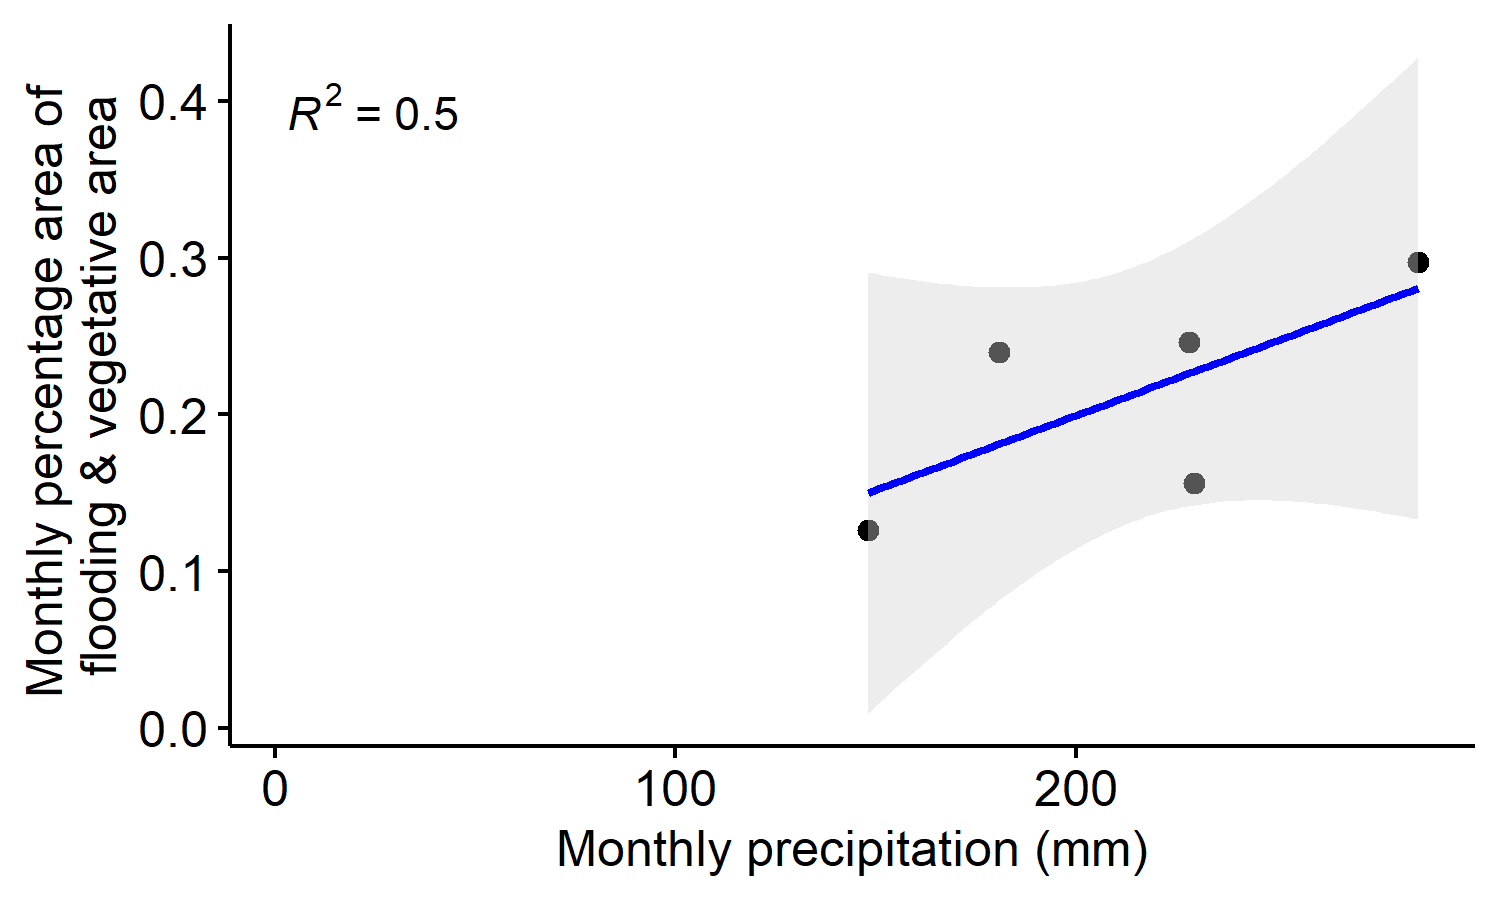 Monthly percentage area of
flooding & vegetative area
R² = 0.5
0.4
0.3
0.2
0.1
0.0
0 100 200
Monthly precipitation (mm)